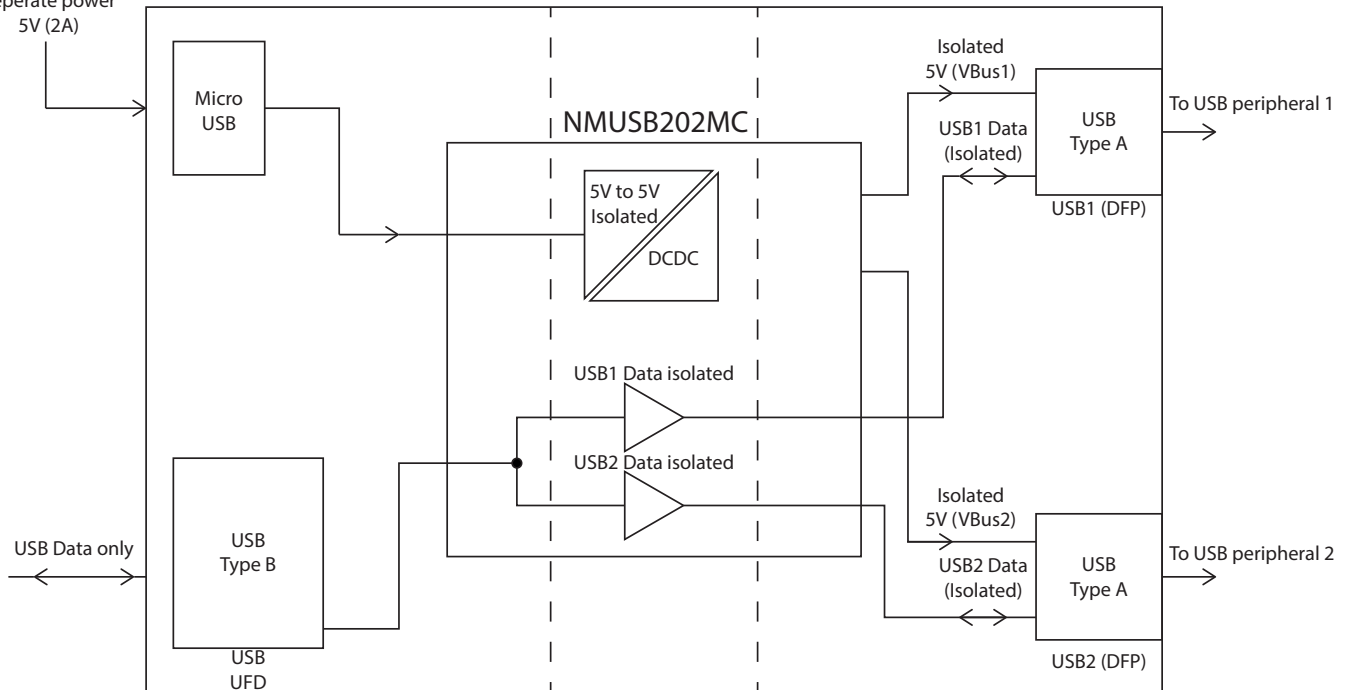 5V (2A)
Micro
USB
NMUSB202MC
5V to 5V
Isolated
DCDC
USB1 Data isolated
USB2 Data isolated
USB Data only
USB
Type B
USB
UFD
Isolated
5V (VBus1)
USB1 Data
(Isolated)
USB
Type A
USB1 (DFP)
To USB peripheral 1
Isolated
5V (VBus2)
USB2 Data
(Isolated)
USB
Type A
USB2 (DFP)
To USB peripheral 2